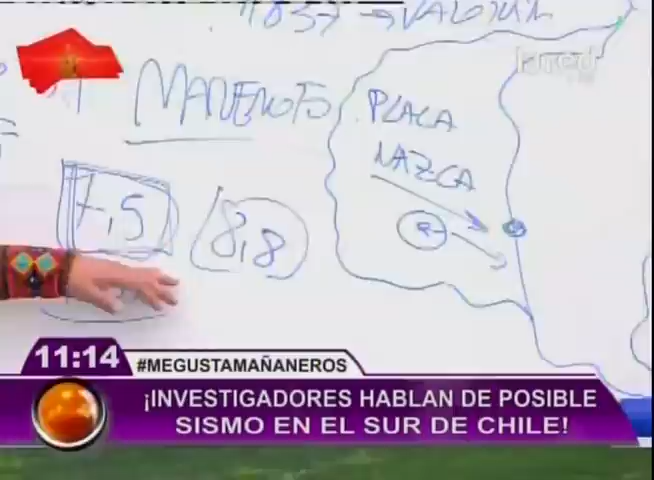 1837 → VALDIVIA
MAREMOTO
PLACA
NAZCA
7,5
8,8
lared
11:14
#MEGUSTAMAÑANEROS
¡INVESTIGADORES HABLAN DE POSIBLE
SISMO EN EL SUR DE CHILE!